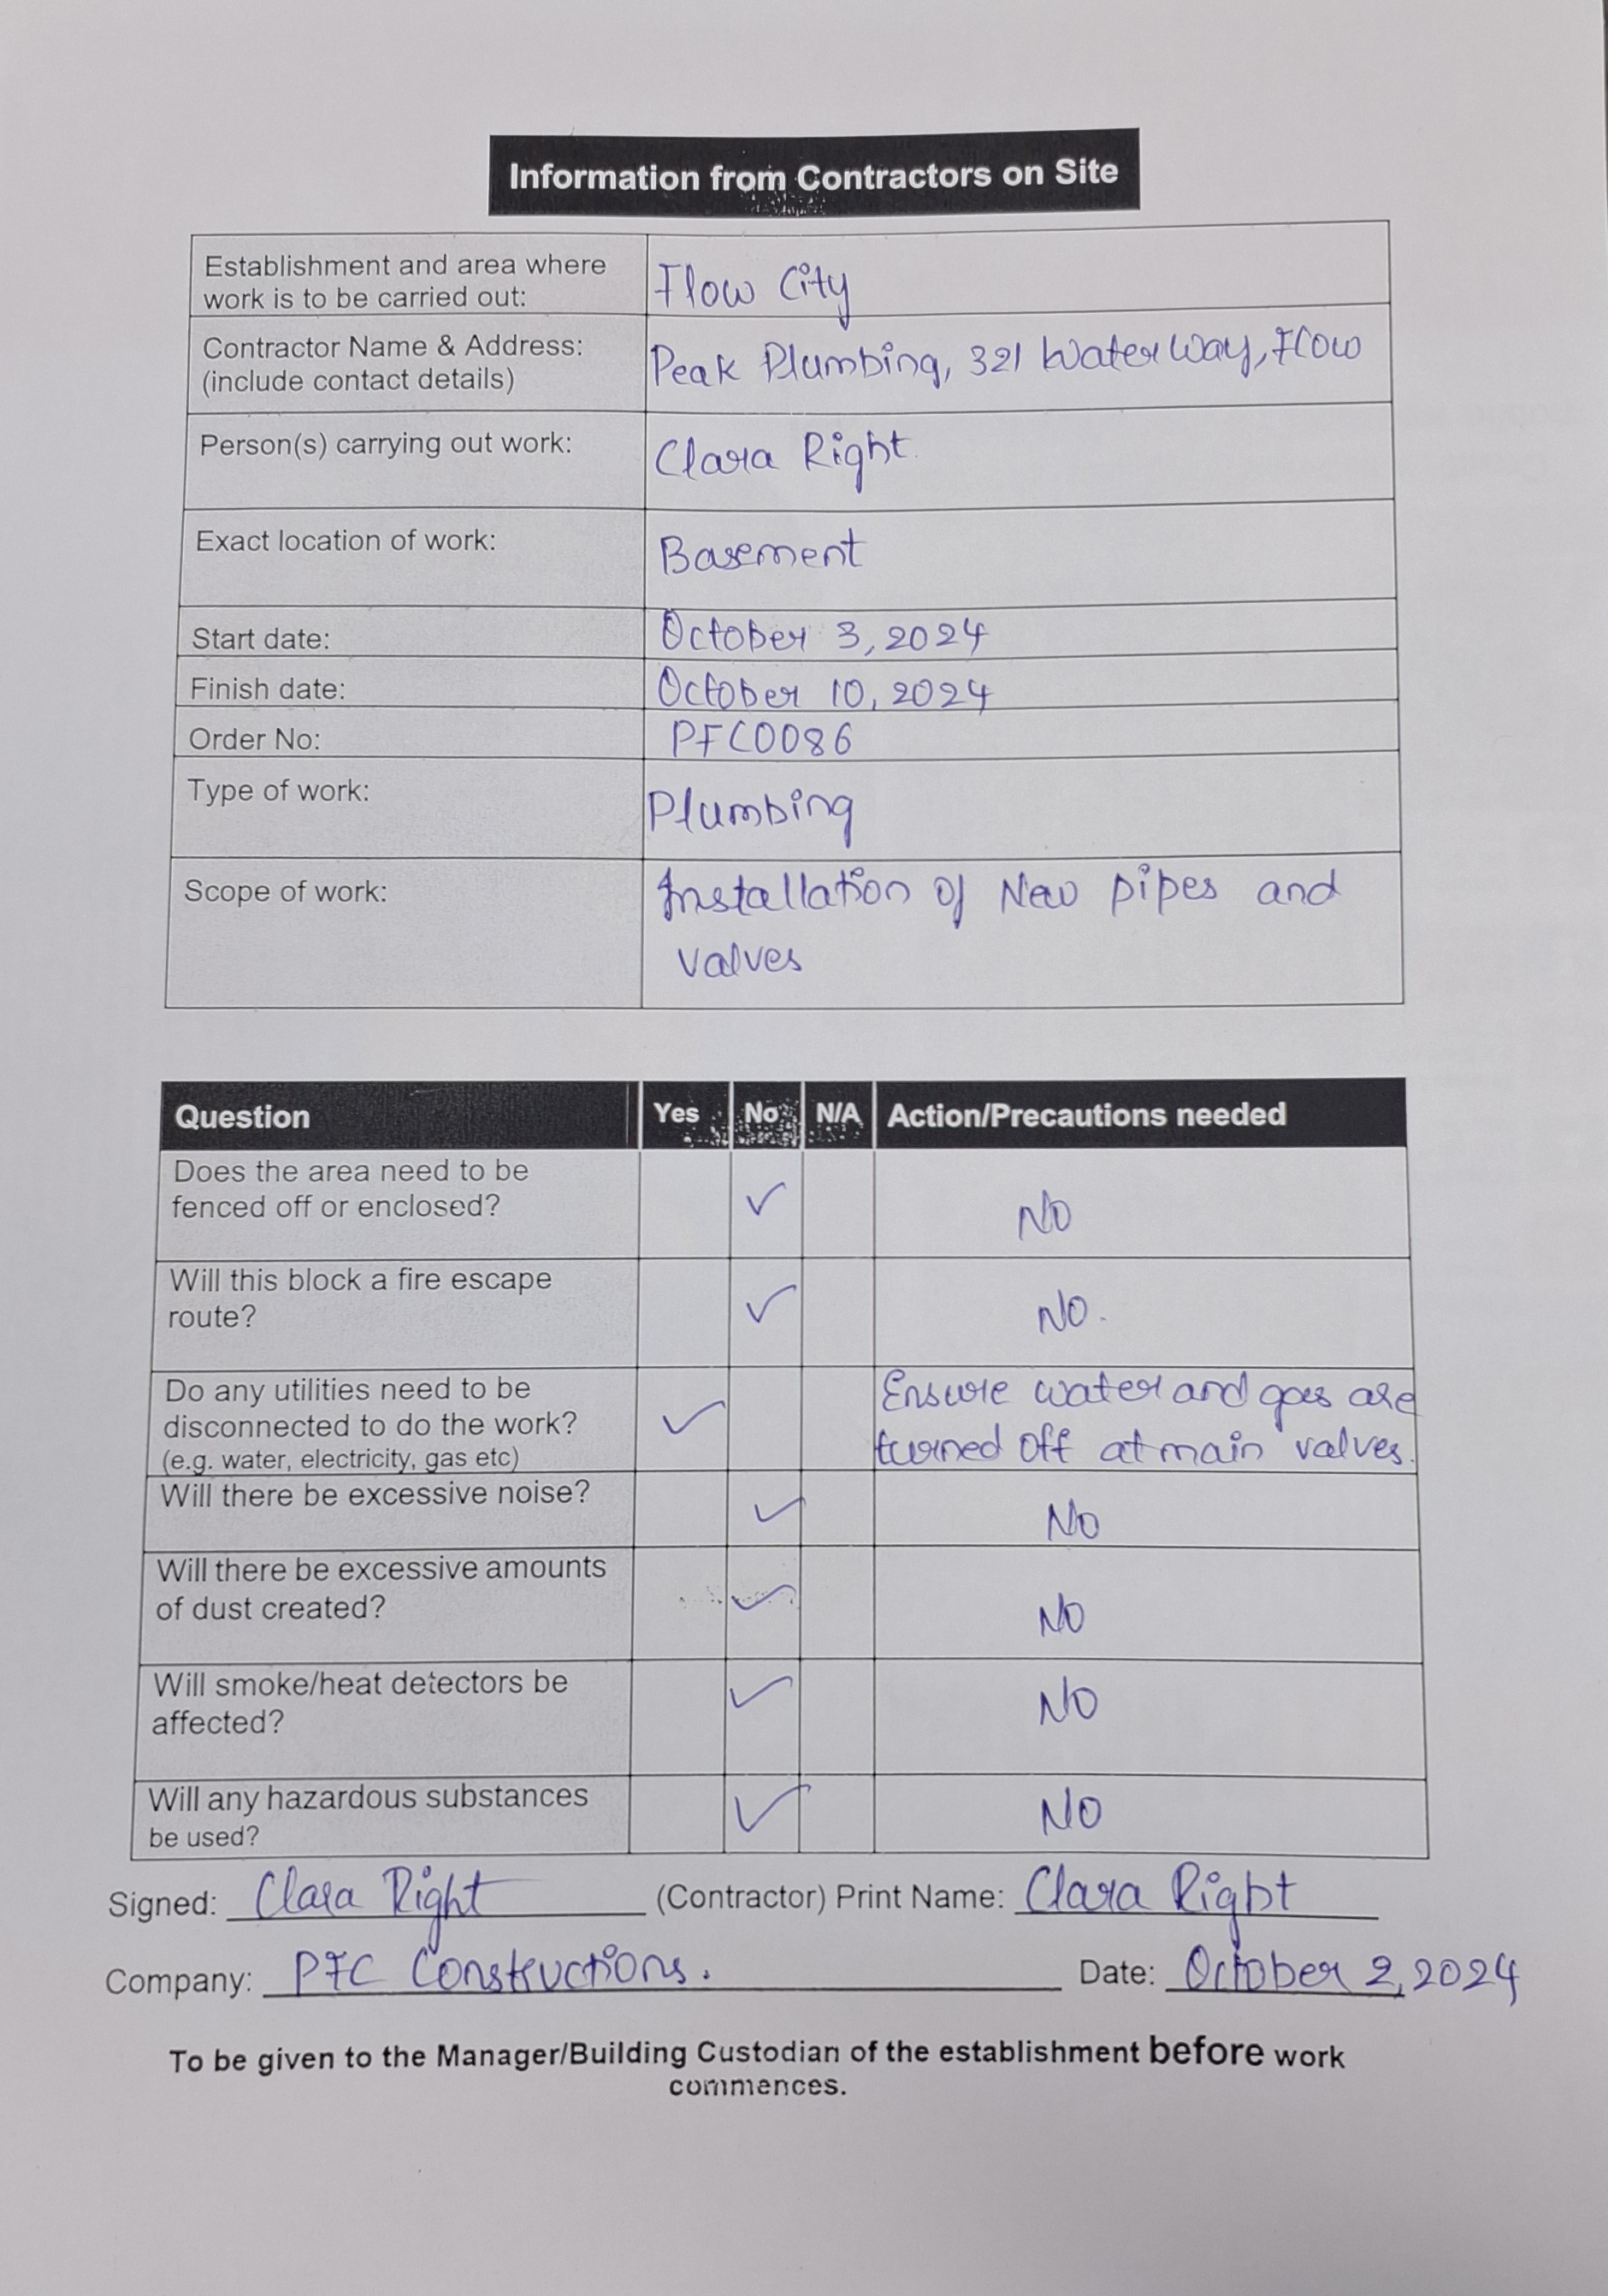 Information from Contractors on Site
Establishment and area where
work is to be carried out:
Flow City
Contractor Name & Address:
(include contact details)
Peak Plumbing, 321 Water Way, Flow
Person(s) carrying out work:
Clara Right.
Exact location of work:
Basement
Start date:
October 3, 2024
Finish date:
October 10, 2024
Order No:
PFC0086
Type of work:
Plumbing
Scope of work:
Installation of New pipes and
valves
Question Yes No N/A Action/Precautions needed
Does the area need to be
fenced off or enclosed?
✓
NO
Will this block a fire escape
route?
✓
NO.
Do any utilities need to be
disconnected to do the work?
(e.g. water, electricity, gas etc)
✓
Ensure water and gas are
turned off at main valves.
Will there be excessive noise?
✓
No
Will there be excessive amounts
of dust created?
✓
NO
Will smoke/heat detectors be
affected?
✓
NO
Will any hazardous substances
be used?
✓
NO
Signed: Clara Right (Contractor) Print Name: Clara Right
Company: PFC Constructions. Date: October 2, 2024
To be given to the Manager/Building Custodian of the establishment before work
commences.